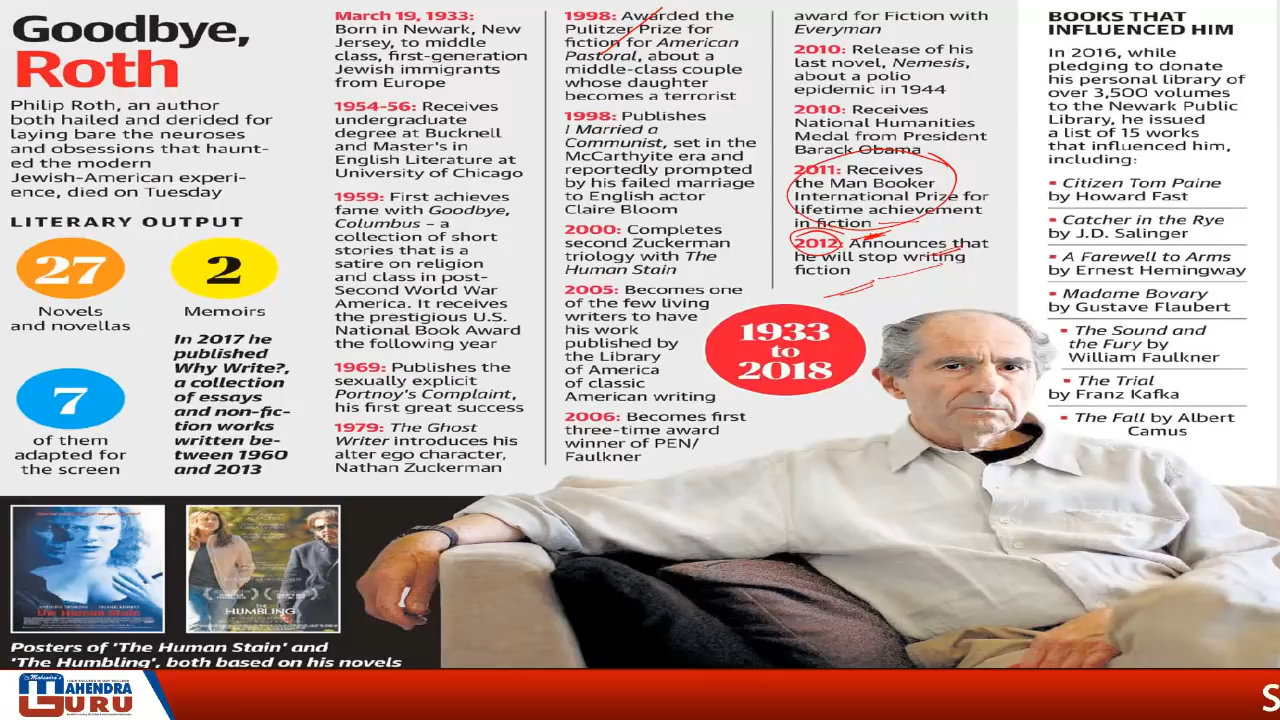 Goodbye,
Roth
Philip Roth, an author
both hailed and derided for
laying bare the neuroses
and obsessions that haunt-
ed the modern
Jewish-American experi-
ence, died on Tuesday
LITERARY OUTPUT
27
Novels
and novellas
2
Memoirs
7
of them
adapted for
the screen
In 2017 he
published
Why Write?,
a collection
of essays
and non-fic-
tion works
written be-
tween 1960
and 2013
March 19, 1933:
Born in Newark, New
Jersey, to middle
class, first-generation
Jewish immigrants
from Europe
1954-56: Receives
undergraduate
degree at Bucknell
and Master's in
English Literature at
University of Chicago
1959: First achieves
fame with Goodbye,
Columbus – a
collection of short
stories that is a
satire on religion
and class in post-
Second World War
America. It receives
the prestigious U.S.
National Book Award
the following year
1969: Publishes the
sexually explicit
Portnoy's Complaint,
his first great success
1979: The Ghost
Writer introduces his
alter ego character,
Nathan Zuckerman
1998: Awarded the
Pulitzer Prize for
fiction for American
Pastoral, about a
middle-class couple
whose daughter
becomes a terrorist
1998: Publishes
I Married a
Communist, set in the
McCarthyite era and
reportedly prompted
by his failed marriage
to English actor
Claire Bloom
2000: Completes
second Zuckerman
triology with The
Human Stain
2005: Becomes one
of the few living
writers to have
his work
published by
the Library
of America
of classic
American writing
2006: Becomes first
three-time award
winner of PEN/
Faulkner
award for Fiction with
Everyman
2010: Release of his
last novel, Nemesis,
about a polio
epidemic in 1944
2010: Receives
National Humanities
Medal from President
Barack Obama
2011: Receives
the Man Booker
International Prize for
lifetime achievement
in fiction
2012: Announces that
he will stop writing
fiction
1933
to
2018
BOOKS THAT
INFLUENCED HIM
In 2016, while
pledging to donate
his personal library of
over 3,500 volumes
to the Newark Public
Library, he issued
a list of 15 works
that influenced him,
including:
▪ Citizen Tom Paine
by Howard Fast
▪ Catcher in the Rye
by J.D. Salinger
▪ A Farewell to Arms
by Ernest Hemingway
▪ Madame Bovary
by Gustave Flaubert
▪ The Sound and
the Fury by
William Faulkner
▪ The Trial
by Franz Kafka
▪ The Fall by Albert
Camus
The Human Stain
THE
HUMBLING
Posters of 'The Human Stain' and
'The Humbling', both based on his novels
Mahendra's
MAHENDRA
GURU
S